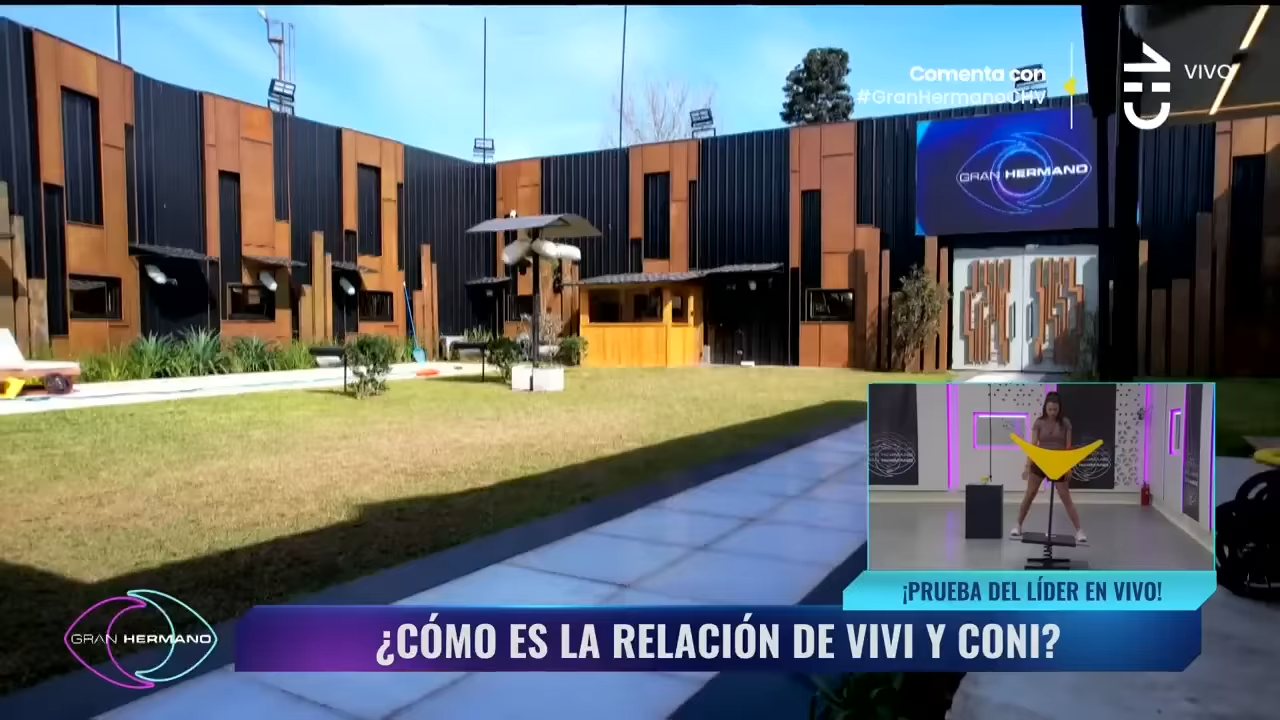 Comenta con
#GranHermanoCHV
CHV
VIVO
GRAN HERMANO
¡PRUEBA DEL LÍDER EN VIVO!
GRAN HERMANO
¿CÓMO ES LA RELACIÓN DE VIVI Y CONI?